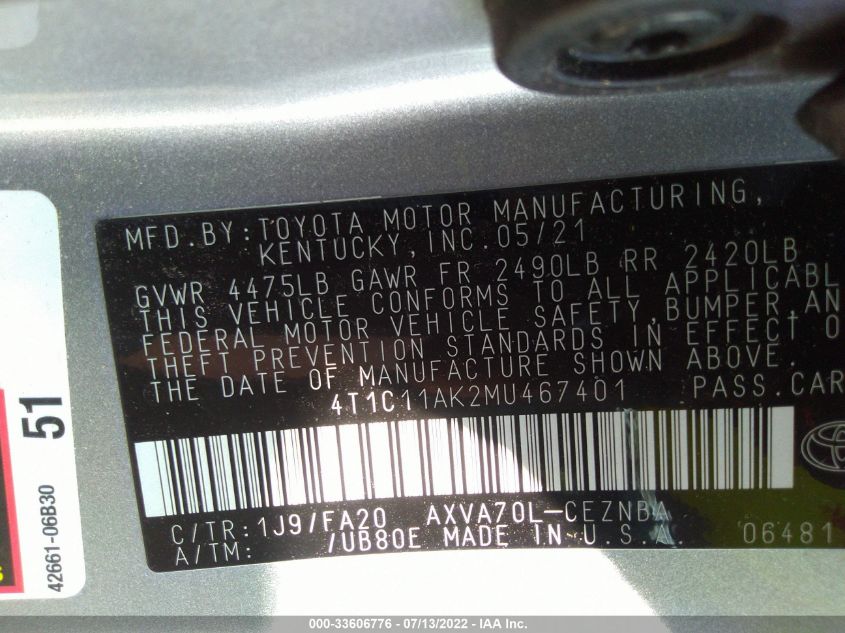 MFD. BY: TOYOTA MOTOR MANUFACTURING,
KENTUCKY, INC. 05/21
GVWR 4475LB GAWR FR 2490LB RR 2420LB
THIS VEHICLE CONFORMS TO ALL APPLICABL
FEDERAL MOTOR VEHICLE SAFETY, BUMPER, AN
THEFT PREVENTION STANDARDS IN EFFECT O
THE DATE OF MANUFACTURE SHOWN ABOVE.
4T1C11AK2MU467401 PASS. CAR
C/TR: 1J9/FA20 AXVA70L-CEZNBA
A/TM: /UB80E MADE IN U.S.A. 06481
51
42661-06B30
000-33606776 - 07/13/2022 - IAA Inc.